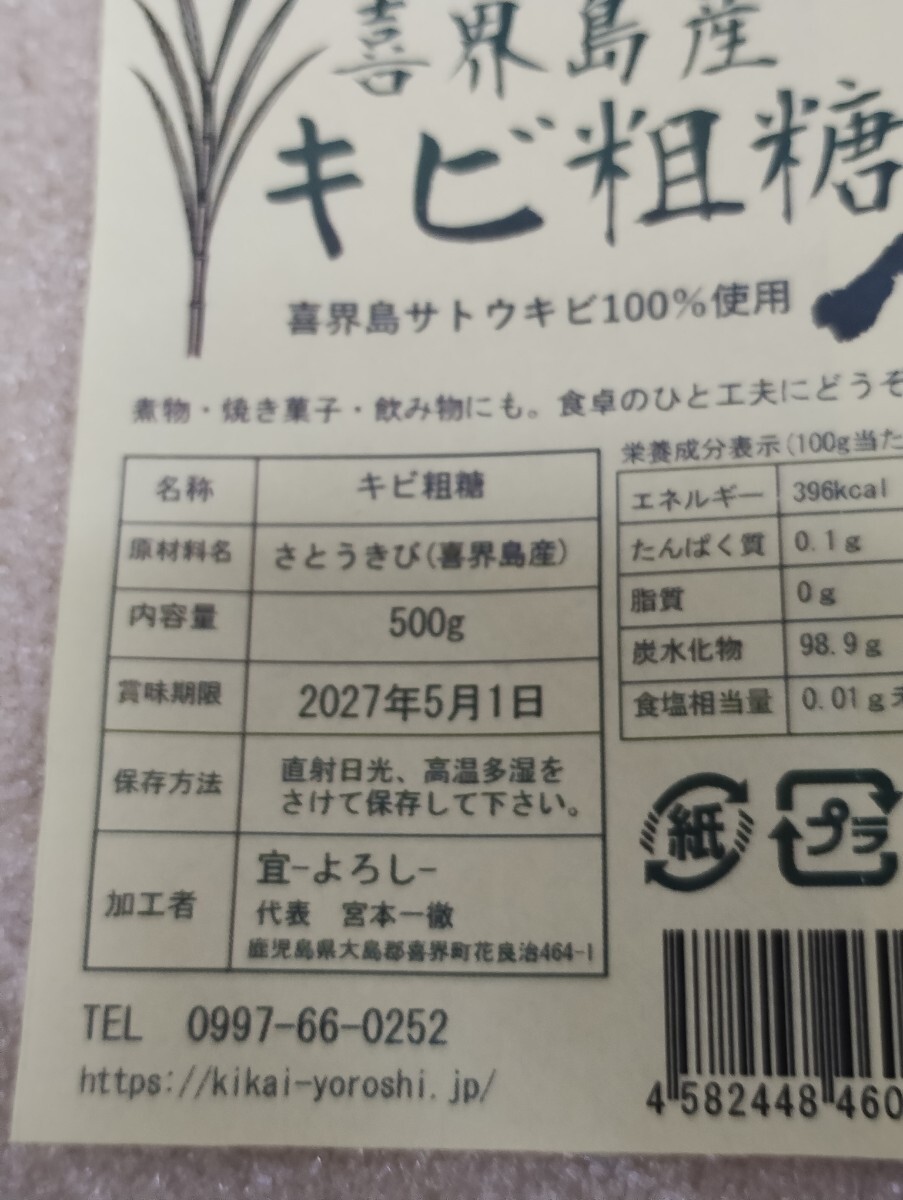 喜界島産
キビ粗糖
喜界島サトウキビ100%使用
煮物・焼き菓子・飲み物にも。食卓のひと工夫にどうぞ
名称 キビ粗糖
原材料名 さとうきび(喜界島産)
内容量 500g
賞味期限 2027年5月1日
保存方法 直射日光、高温多湿を
さけて保存して下さい。
加工者 宜-よろし-
代表 宮本一徹
鹿児島県大島郡喜界町花良治464-1
栄養成分表示(100g当た
エネルギー 396kcal
たんぱく質 0.1g
脂質 0g
炭水化物 98.9g
食塩相当量 0.01g未
紙
プラ
TEL 0997-66-0252
https://kikai-yoroshi.jp/
4 582448 460